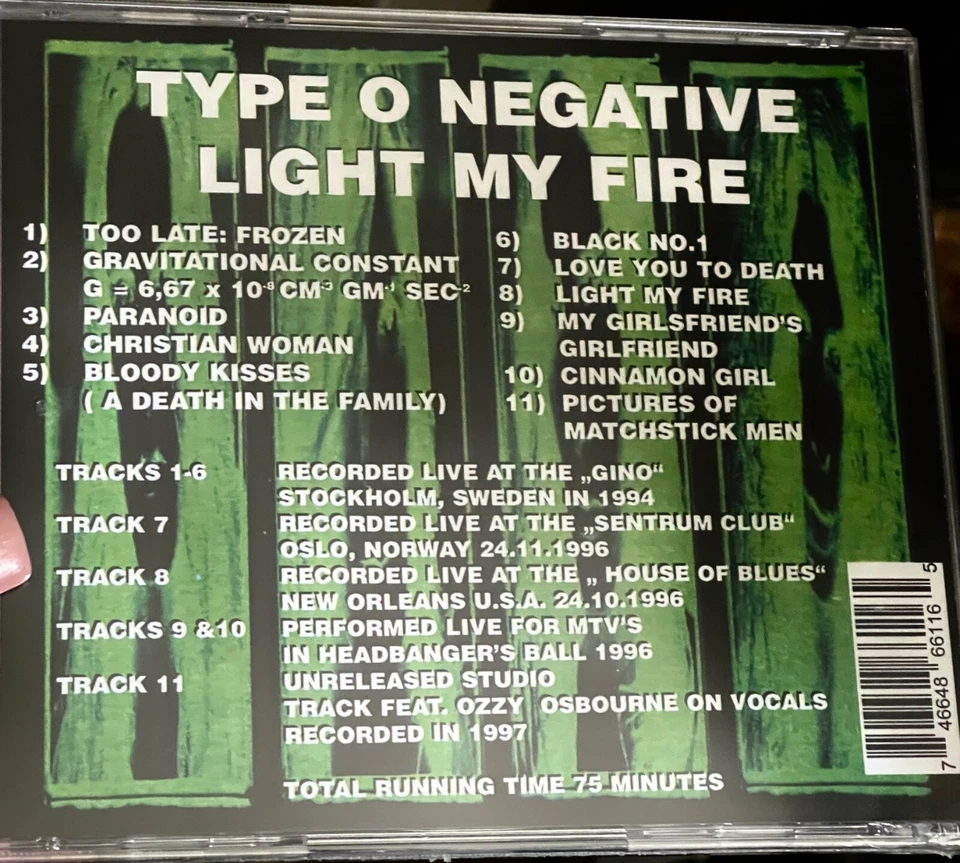 TYPE O NEGATIVE
LIGHT MY FIRE
1) TOO LATE: FROZEN
2) GRAVITATIONAL CONSTANT
G = 6,67 x 10⁻⁸ CM⁻³ GM⁻¹ SEC⁻²
3) PARANOID
4) CHRISTIAN WOMAN
5) BLOODY KISSES
( A DEATH IN THE FAMILY)
6) BLACK NO.1
7) LOVE YOU TO DEATH
8) LIGHT MY FIRE
9) MY GIRLSFRIEND'S
GIRLFRIEND
10) CINNAMON GIRL
11) PICTURES OF
MATCHSTICK MEN
TRACKS 1-6 RECORDED LIVE AT THE „GINO“
STOCKHOLM, SWEDEN IN 1994
TRACK 7 RECORDED LIVE AT THE „SENTRUM CLUB“
OSLO, NORWAY 24.11.1996
TRACK 8 RECORDED LIVE AT THE „ HOUSE OF BLUES“
NEW ORLEANS U.S.A. 24.10.1996
TRACKS 9 &10 PERFORMED LIVE FOR MTV'S
IN HEADBANGER'S BALL 1996
TRACK 11 UNRELEASED STUDIO
TRACK FEAT. OZZY OSBOURNE ON VOCALS
RECORDED IN 1997
TOTAL RUNNING TIME 75 MINUTES
7 46648 66116 5